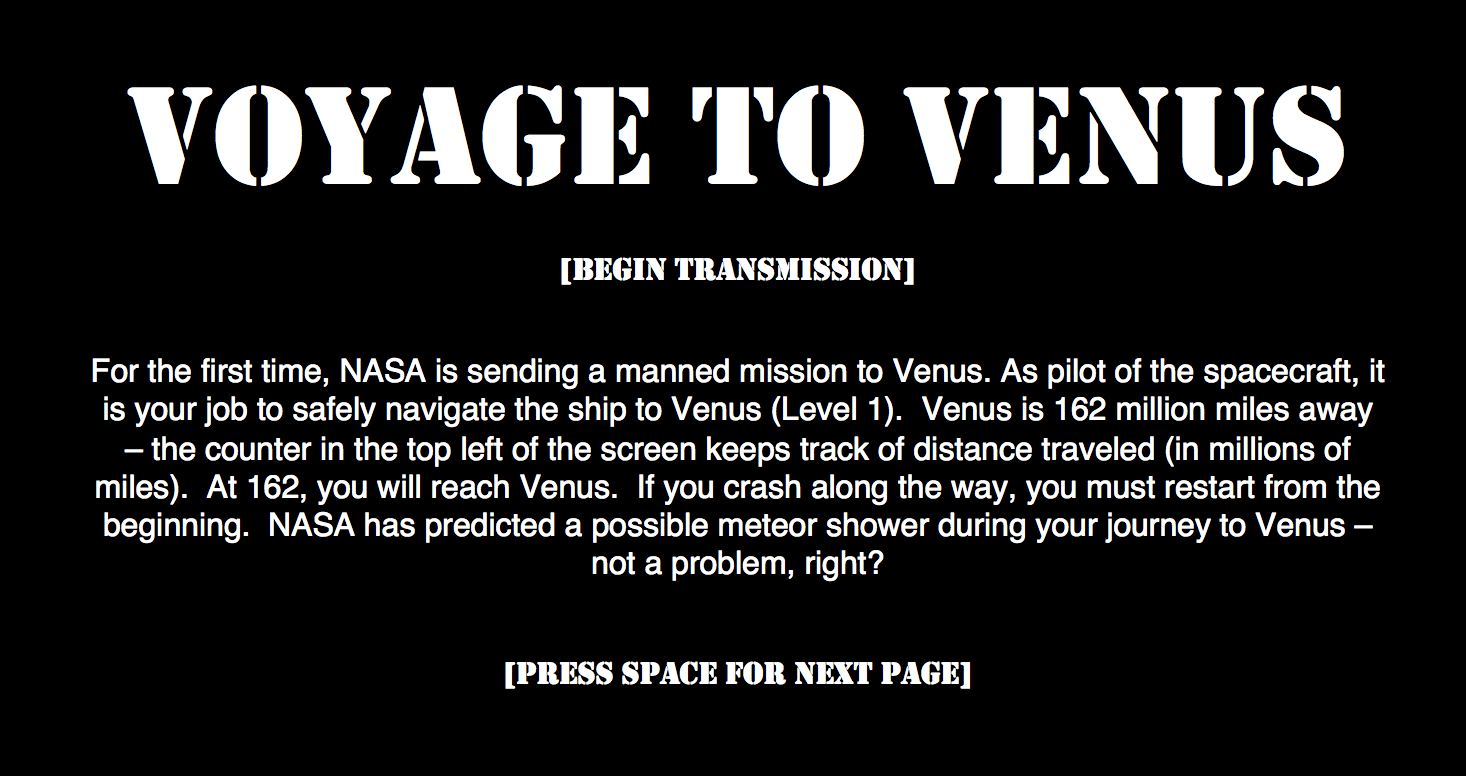 VOYAGE TO VENUS
[BEGIN TRANSMISSION]
For the first time, NASA is sending a manned mission to Venus. As pilot of the spacecraft, it
is your job to safely navigate the ship to Venus (Level 1).  Venus is 162 million miles away
– the counter in the top left of the screen keeps track of distance traveled (in millions of
miles).  At 162, you will reach Venus.  If you crash along the way, you must restart from the
beginning.  NASA has predicted a possible meteor shower during your journey to Venus –
not a problem, right?
[PRESS SPACE FOR NEXT PAGE]